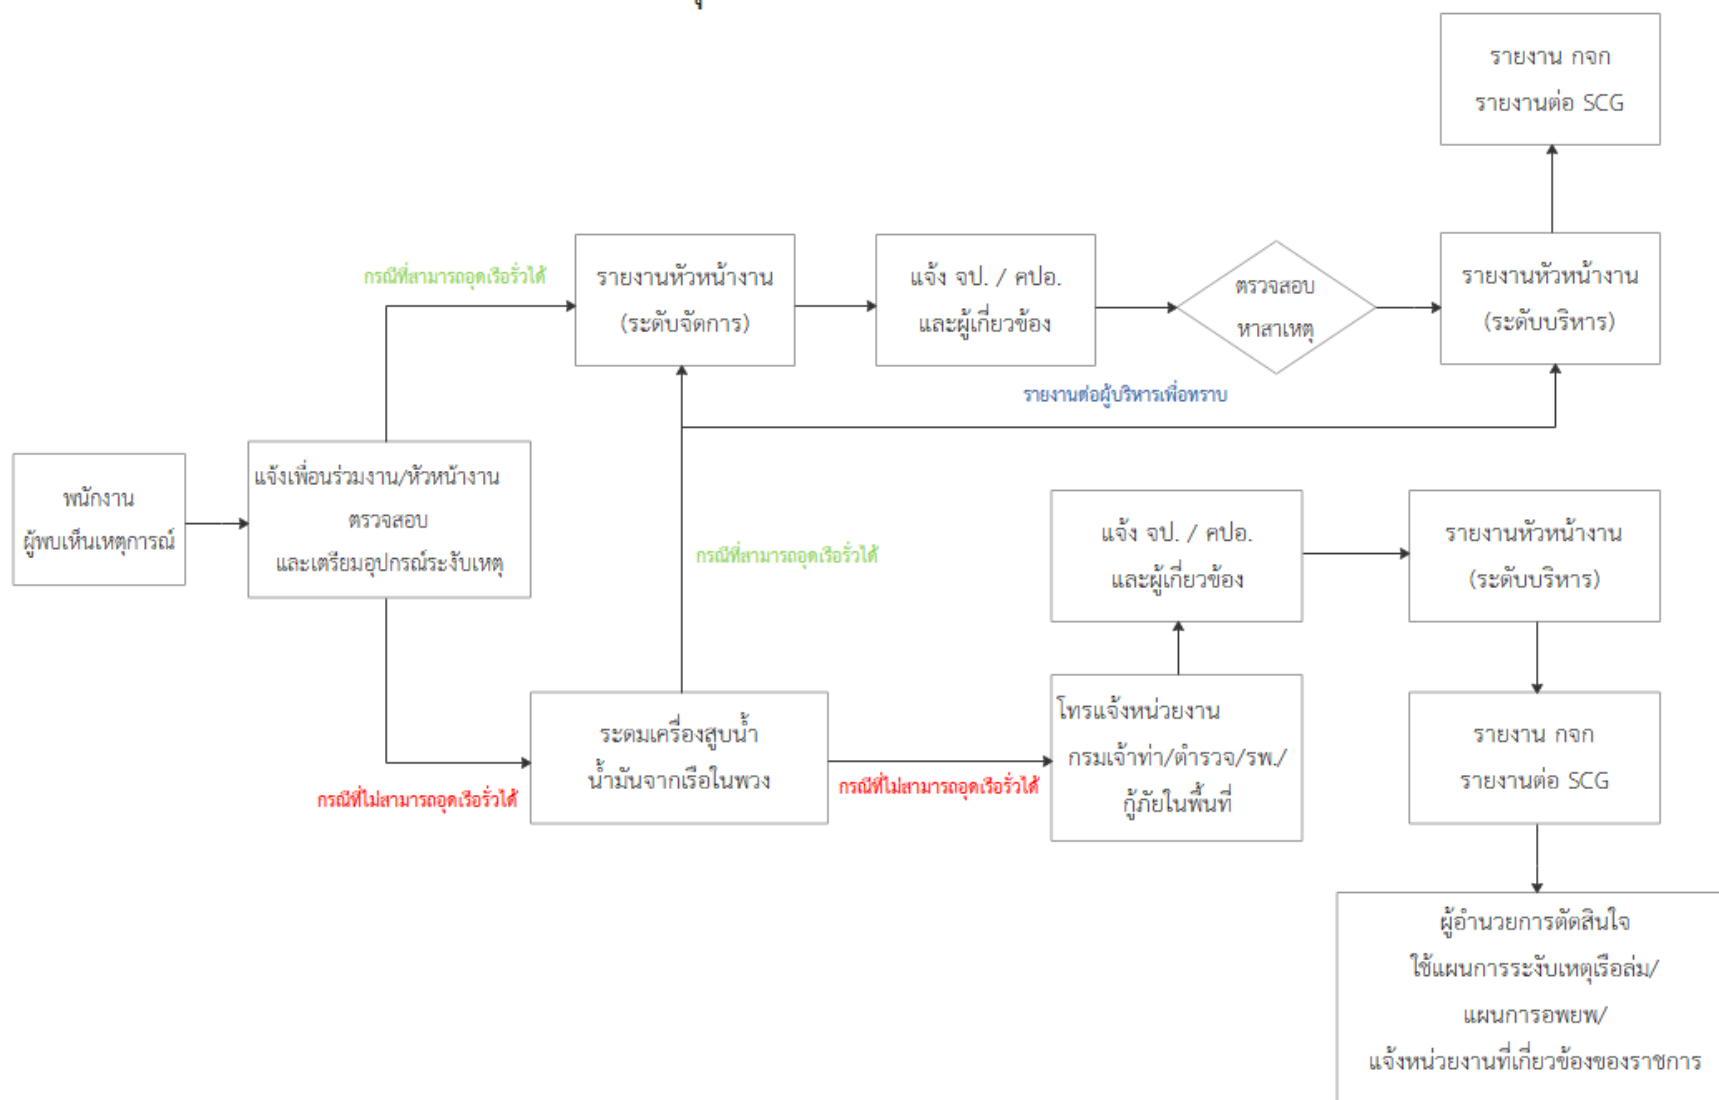 รายงาน กจก
รายงานต่อ SCG
กรณีที่สามารถอุดเรือรั่วได้
รายงานหัวหน้างาน
(ระดับจัดการ)
แจ้ง จป. / คปอ.
และผู้เกี่ยวข้อง
ตรวจสอบ
หาสาเหตุ
รายงานหัวหน้างาน
(ระดับบริหาร)
รายงานต่อผู้บริหารเพื่อทราบ
พนักงาน
ผู้พบเห็นเหตุการณ์
แจ้งเพื่อนร่วมงาน/หัวหน้างาน
ตรวจสอบ
และเตรียมอุปกรณ์ระงับเหตุ
กรณีที่สามารถอุดเรือรั่วได้
แจ้ง จป. / คปอ.
และผู้เกี่ยวข้อง
รายงานหัวหน้างาน
(ระดับบริหาร)
กรณีที่ไม่สามารถอุดเรือรั่วได้
ระดมเครื่องสูบน้ำ
น้ำมันจากเรือในพวง
กรณีที่ไม่สามารถอุดเรือรั่วได้
โทรแจ้งหน่วยงาน
กรมเจ้าท่า/ตำรวจ/รพ./
กู้ภัยในพื้นที่
รายงาน กจก
รายงานต่อ SCG
ผู้อำนวยการตัดสินใจ
ใช้แผนการระงับเหตุเรือล่ม/
แผนการอพยพ/
แจ้งหน่วยงานที่เกี่ยวข้องของราชการ